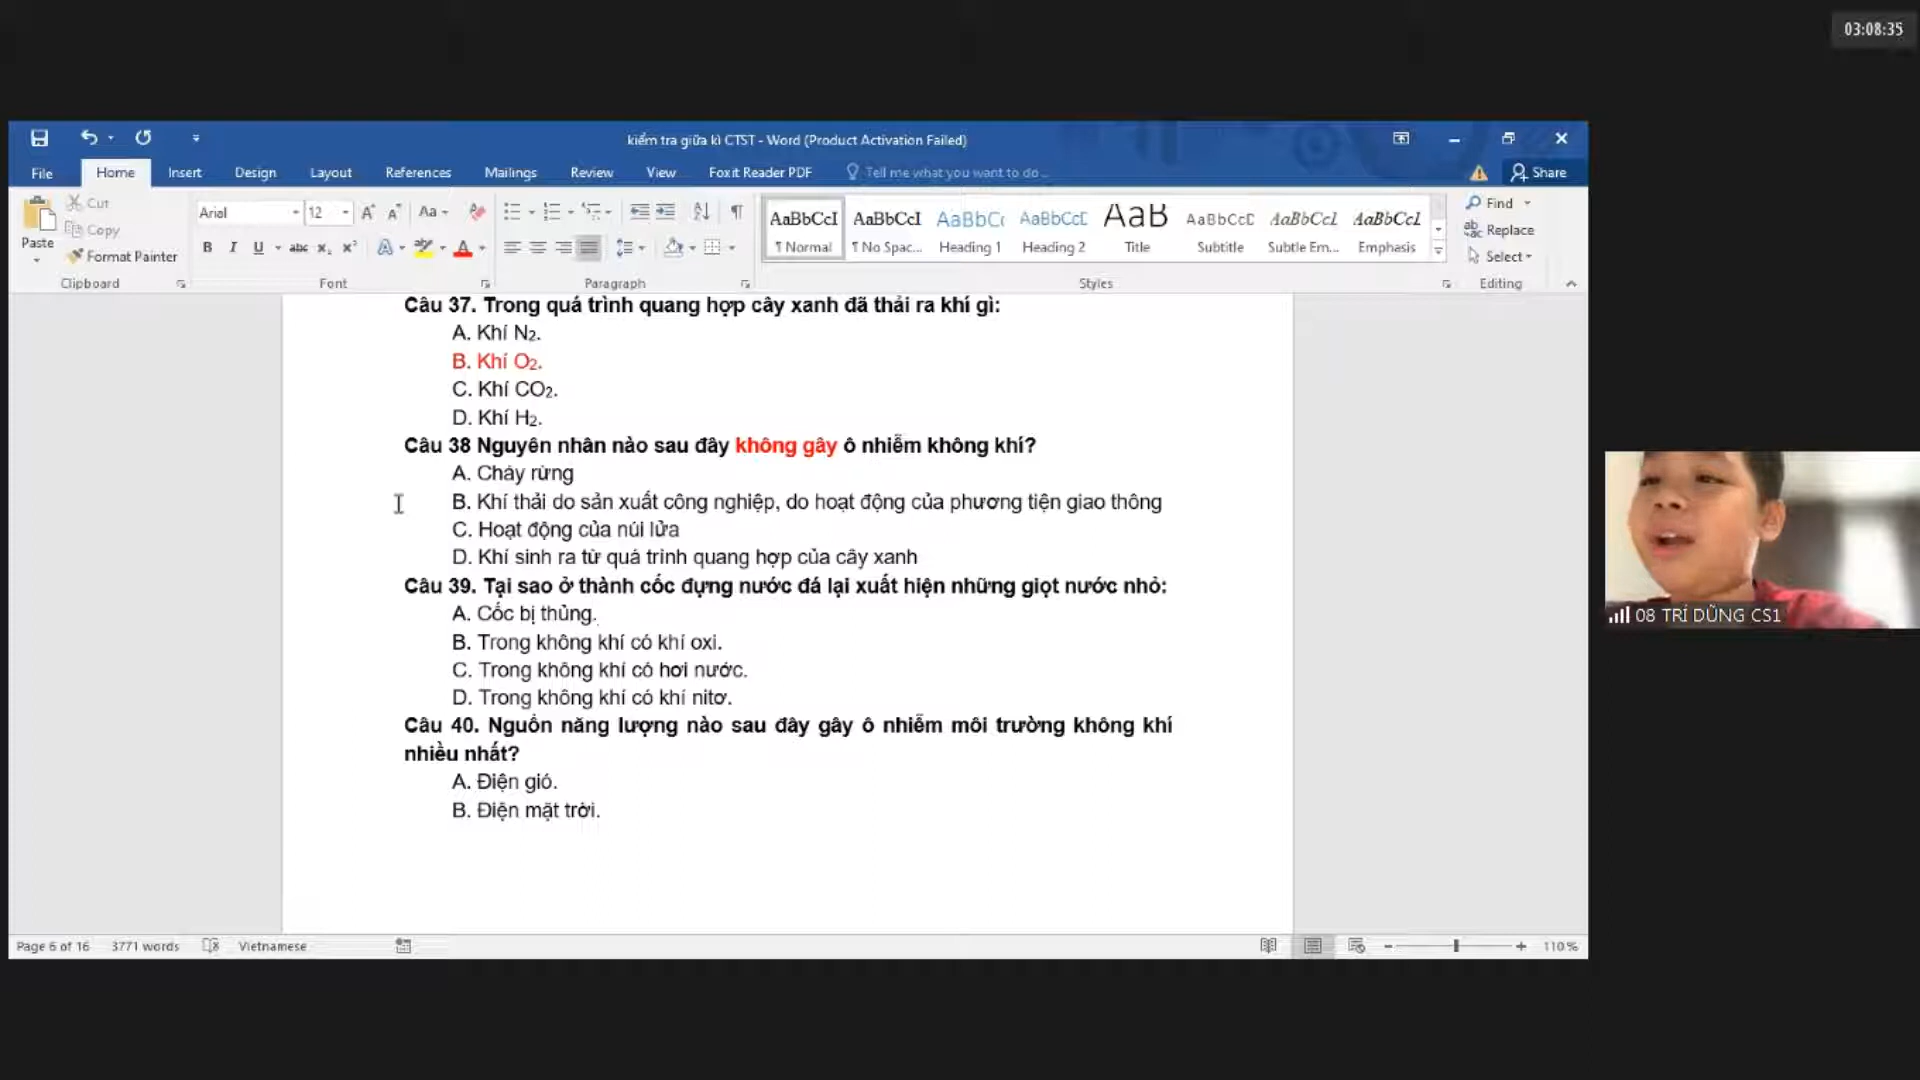 03:08:35
kiểm tra giữa kì CTST - Word (Product Activation Failed)
File Home Insert Design Layout References Mailings Review View Foxit Reader PDF Tell me what you want to do... Share
Paste Cut Copy Format Painter
Arial 12
AaBbCcI AaBbCcI AaBbCc AaBbCcD AaB AaBbCcD AaBbCcI AaBbCcI
¶ Normal ¶ No Spac... Heading 1 Heading 2 Title Subtitle Subtle Em... Emphasis
Find Replace Select
Clipboard Font Paragraph Styles Editing
Câu 37. Trong quá trình quang hợp cây xanh đã thải ra khí gì:
A. Khí N₂.
B. Khí O₂.
C. Khí CO₂.
D. Khí H₂.
Câu 38 Nguyên nhân nào sau đây không gây ô nhiễm không khí?
A. Cháy rừng
B. Khí thải do sản xuất công nghiệp, do hoạt động của phương tiện giao thông
C. Hoạt động của núi lửa
D. Khí sinh ra từ quá trình quang hợp của cây xanh
Câu 39. Tại sao ở thành cốc đựng nước đá lại xuất hiện những giọt nước nhỏ:
A. Cốc bị thủng.
B. Trong không khí có khí oxi.
C. Trong không khí có hơi nước.
D. Trong không khí có khí nitơ.
Câu 40. Nguồn năng lượng nào sau đây gây ô nhiễm môi trường không khí
nhiều nhất?
A. Điện gió.
B. Điện mặt trời.
08 TRÍ DŨNG CS1
Page 6 of 16 3771 words Vietnamese 110%